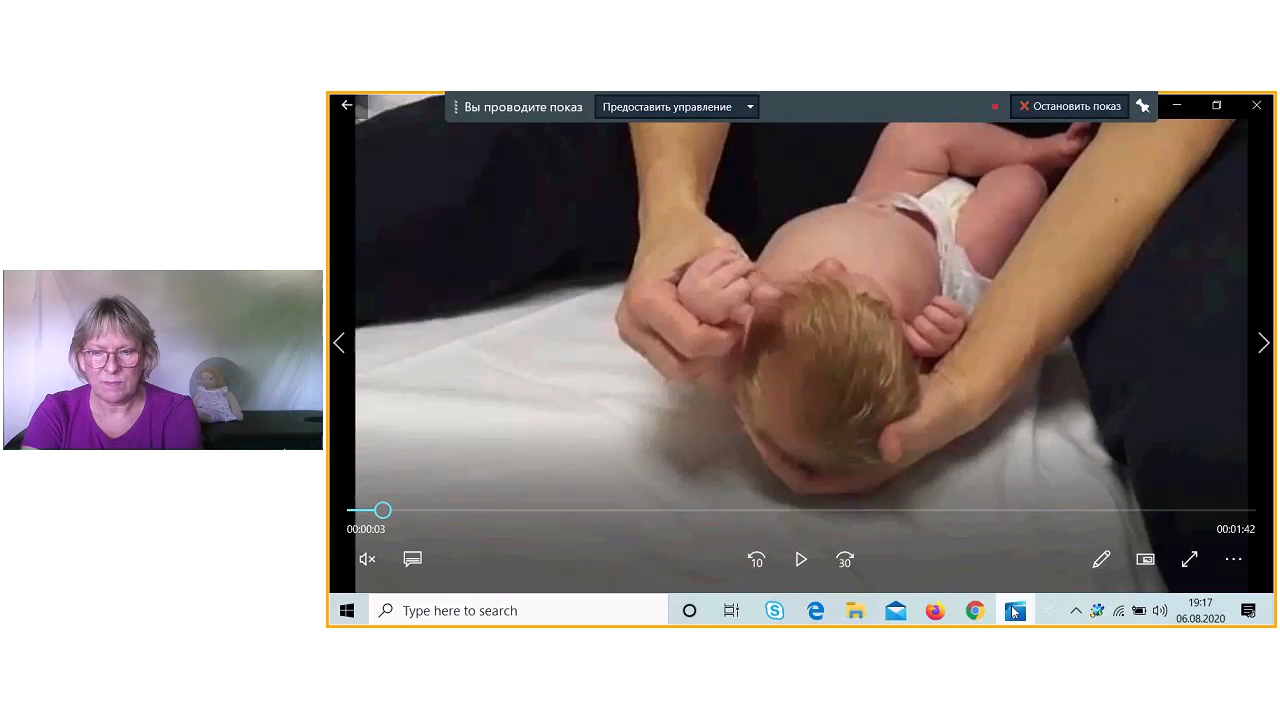 Вы проводите показ
Предоставить управление
Остановить показ
00:00:03
00:01:42
10
30
Type here to search
19:17
06.08.2020